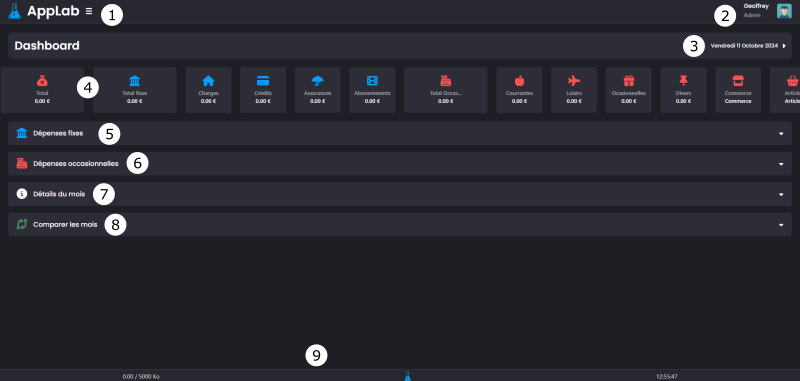 AppLab 1
2 Geoffrey
Admin
Dashboard 3 Vendredi 11 Octobre 2024
4
Total
0.00 €
Total fixes
0.00 €
Charges
0.00 €
Crédits
0.00 €
Assurances
0.00 €
Abonnements
0.00 €
Total Occas...
0.00 €
Courrantes
0.00 €
Loisirs
0.00 €
Ocasionnelles
0.00 €
Divers
0.00 €
Commerce
Commerce
Article
Article
Dépenses fixes 5
Dépenses occasionnelles 6
Détails du mois 7
Comparer les mois 8
9
0.00 / 5000 Ko
12:55:47